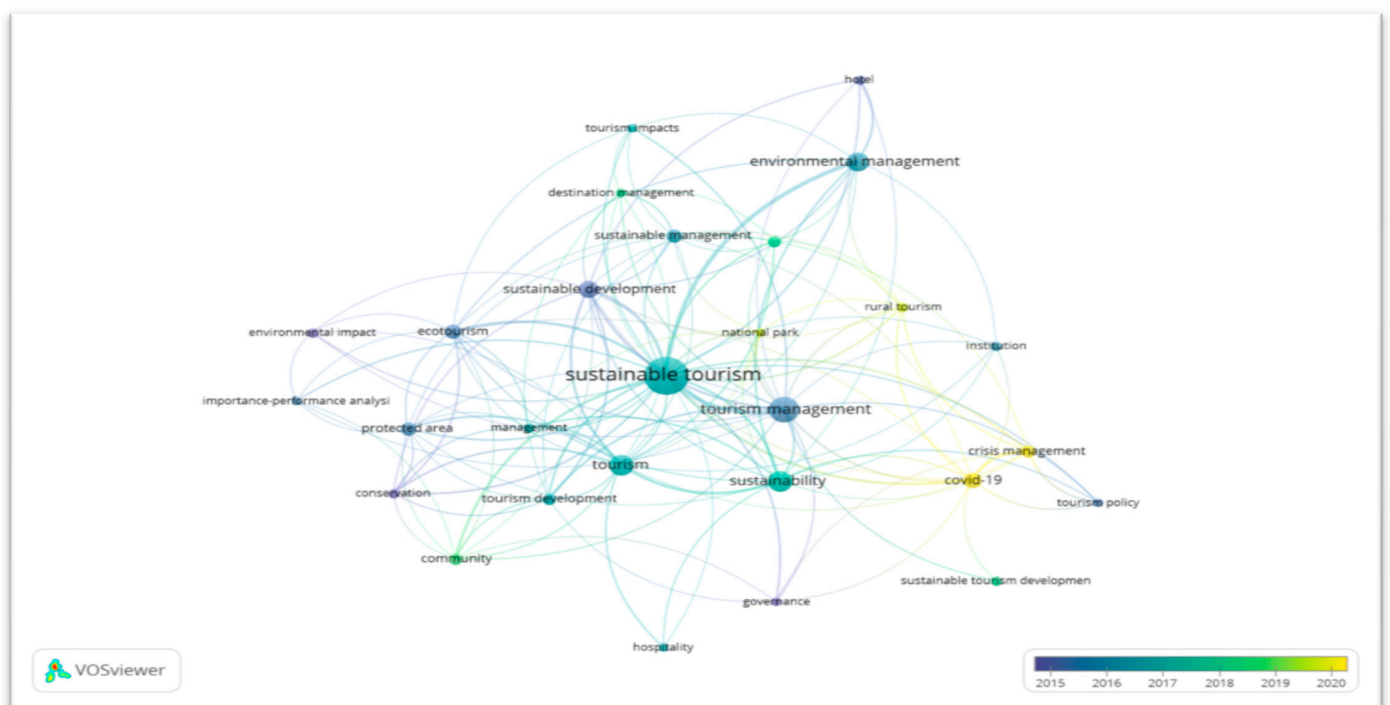 hotel
tourism impacts
environmental management
destination management
sustainable management
sustainable development
rural tourism
environmental impact
ecotourism
national park
institution
sustainable tourism
importance-performance analysi
tourism management
protected area
management
crisis management
tourism
sustainability
covid-19
conservation
tourism development
tourism policy
community
sustainable tourism developmen
governance
hospitality
VOSviewer
2015 2016 2017 2018 2019 2020